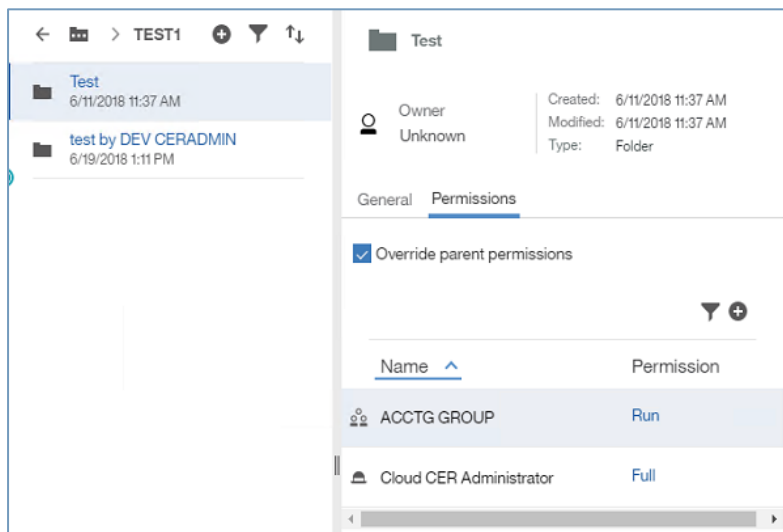 TEST1
Test
6/11/2018 11:37 AM
test by DEV CERADMIN
6/19/2018 1:11 PM
Test
Owner
Unknown
Created: 6/11/2018 11:37 AM
Modified: 6/11/2018 11:37 AM
Type: Folder
General Permissions
Override parent permissions
Name Permission
ACCTG GROUP Run
Cloud CER Administrator Full